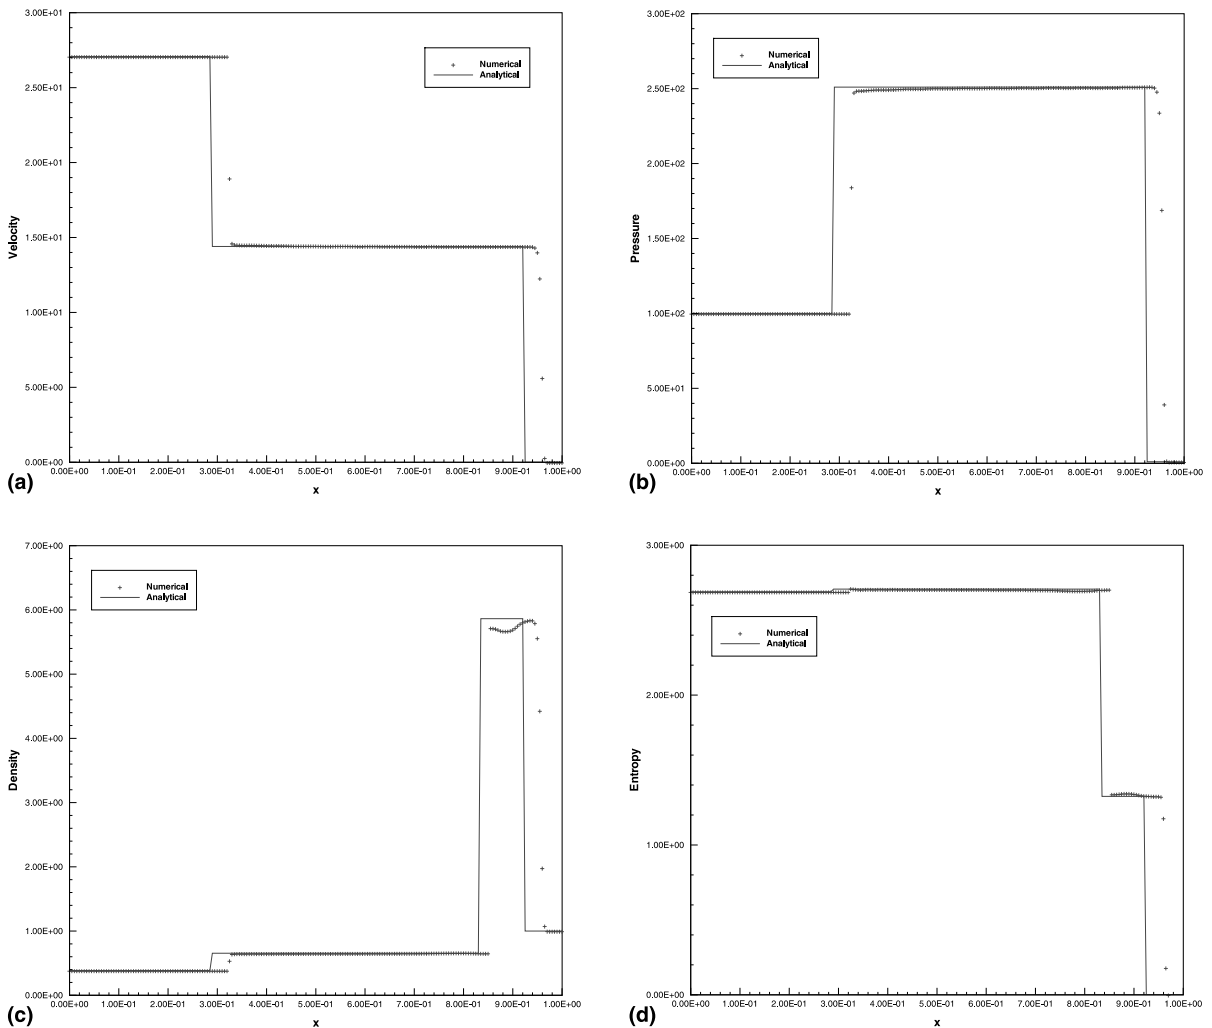 3.00E+01
2.50E+01
2.00E+01
1.50E+01
1.00E+01
5.00E+00
0.00E+00
Velocity
Numerical
Analytical
0.00E+00 1.00E-01 2.00E-01 3.00E-01 4.00E-01 5.00E-01 6.00E-01 7.00E-01 8.00E-01 9.00E-01 1.00E+00
x
(a)
3.00E+02
2.50E+02
2.00E+02
1.50E+02
1.00E+02
5.00E+01
0.00E+00
Pressure
Numerical
Analytical
0.00E+00 1.00E-01 2.00E-01 3.00E-01 4.00E-01 5.00E-01 6.00E-01 7.00E-01 8.00E-01 9.00E-01 1.00E+00
x
(b)
7.00E+00
6.00E+00
5.00E+00
4.00E+00
3.00E+00
2.00E+00
1.00E+00
0.00E+00
Density
Numerical
Analytical
0.00E+00 1.00E-01 2.00E-01 3.00E-01 4.00E-01 5.00E-01 6.00E-01 7.00E-01 8.00E-01 9.00E-01 1.00E+00
x
(c)
3.00E+00
2.00E+00
1.00E+00
0.00E+00
Entropy
Numerical
Analytical
0.00E+00 1.00E-01 2.00E-01 3.00E-01 4.00E-01 5.00E-01 6.00E-01 7.00E-01 8.00E-01 9.00E-01 1.00E+00
x
(d)